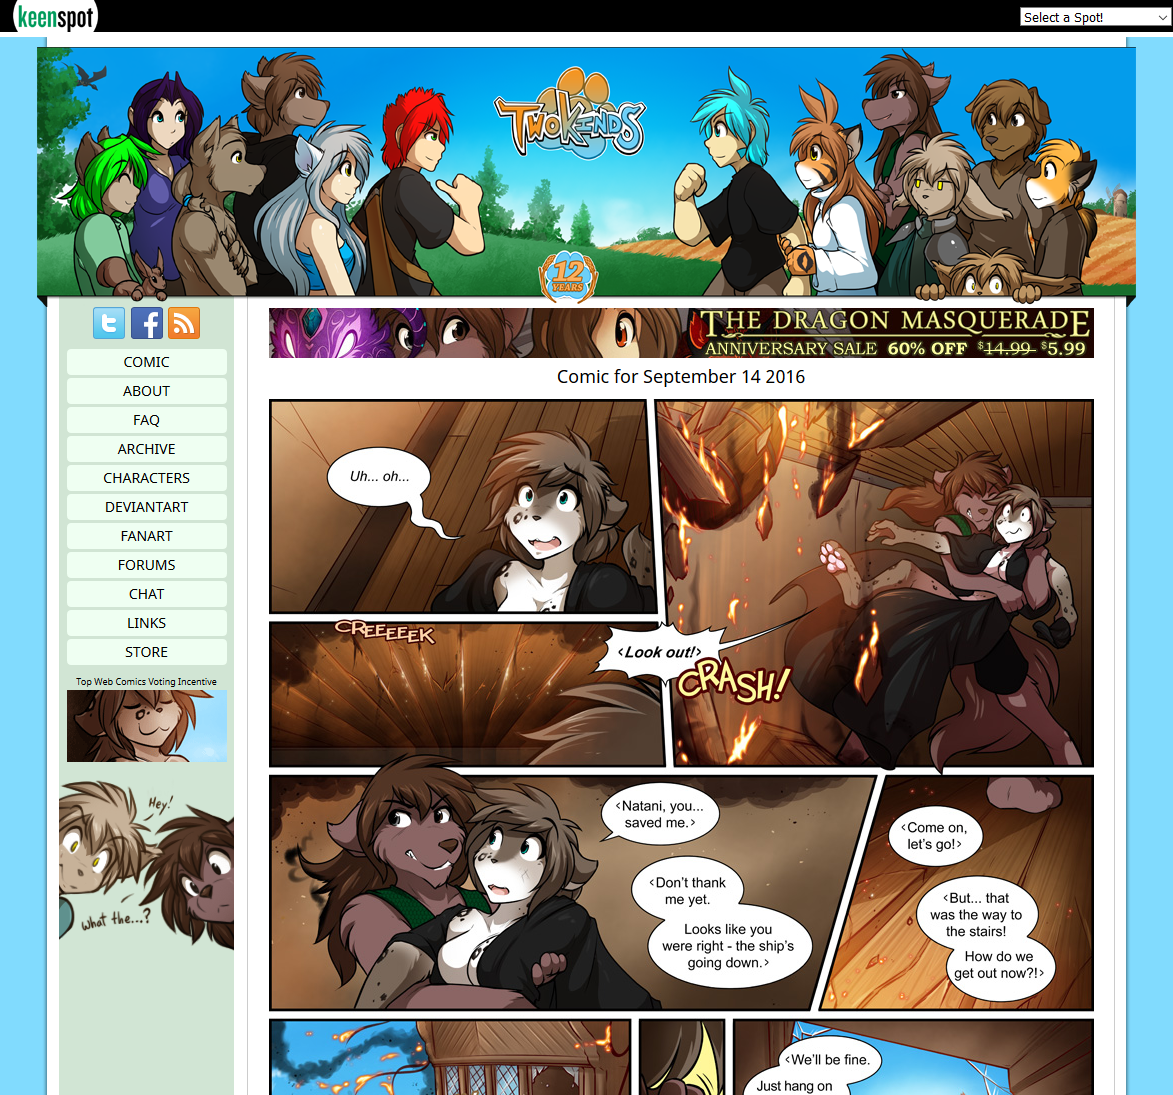 keenspot
Select a Spot!
TWOKINDS
12
YEARS
THE DRAGON MASQUERADE
ANNIVERSARY SALE 60% OFF $14.99 $5.99
COMIC
ABOUT
FAQ
ARCHIVE
CHARACTERS
DEVIANTART
FANART
FORUMS
CHAT
LINKS
STORE
Top Web Comics Voting Incentive
Hey!
What the...?
Comic for September 14 2016
Uh... oh...
CREEEEEK
‹Look out!›
CRASH!
‹Natani, you...
saved me.›
‹Don't thank
me yet.
Looks like you
were right - the ship's
going down.›
‹Come on,
let's go!›
‹But... that
was the way to
the stairs!
How do we
get out now?!›
‹We'll be fine.
Just hang on